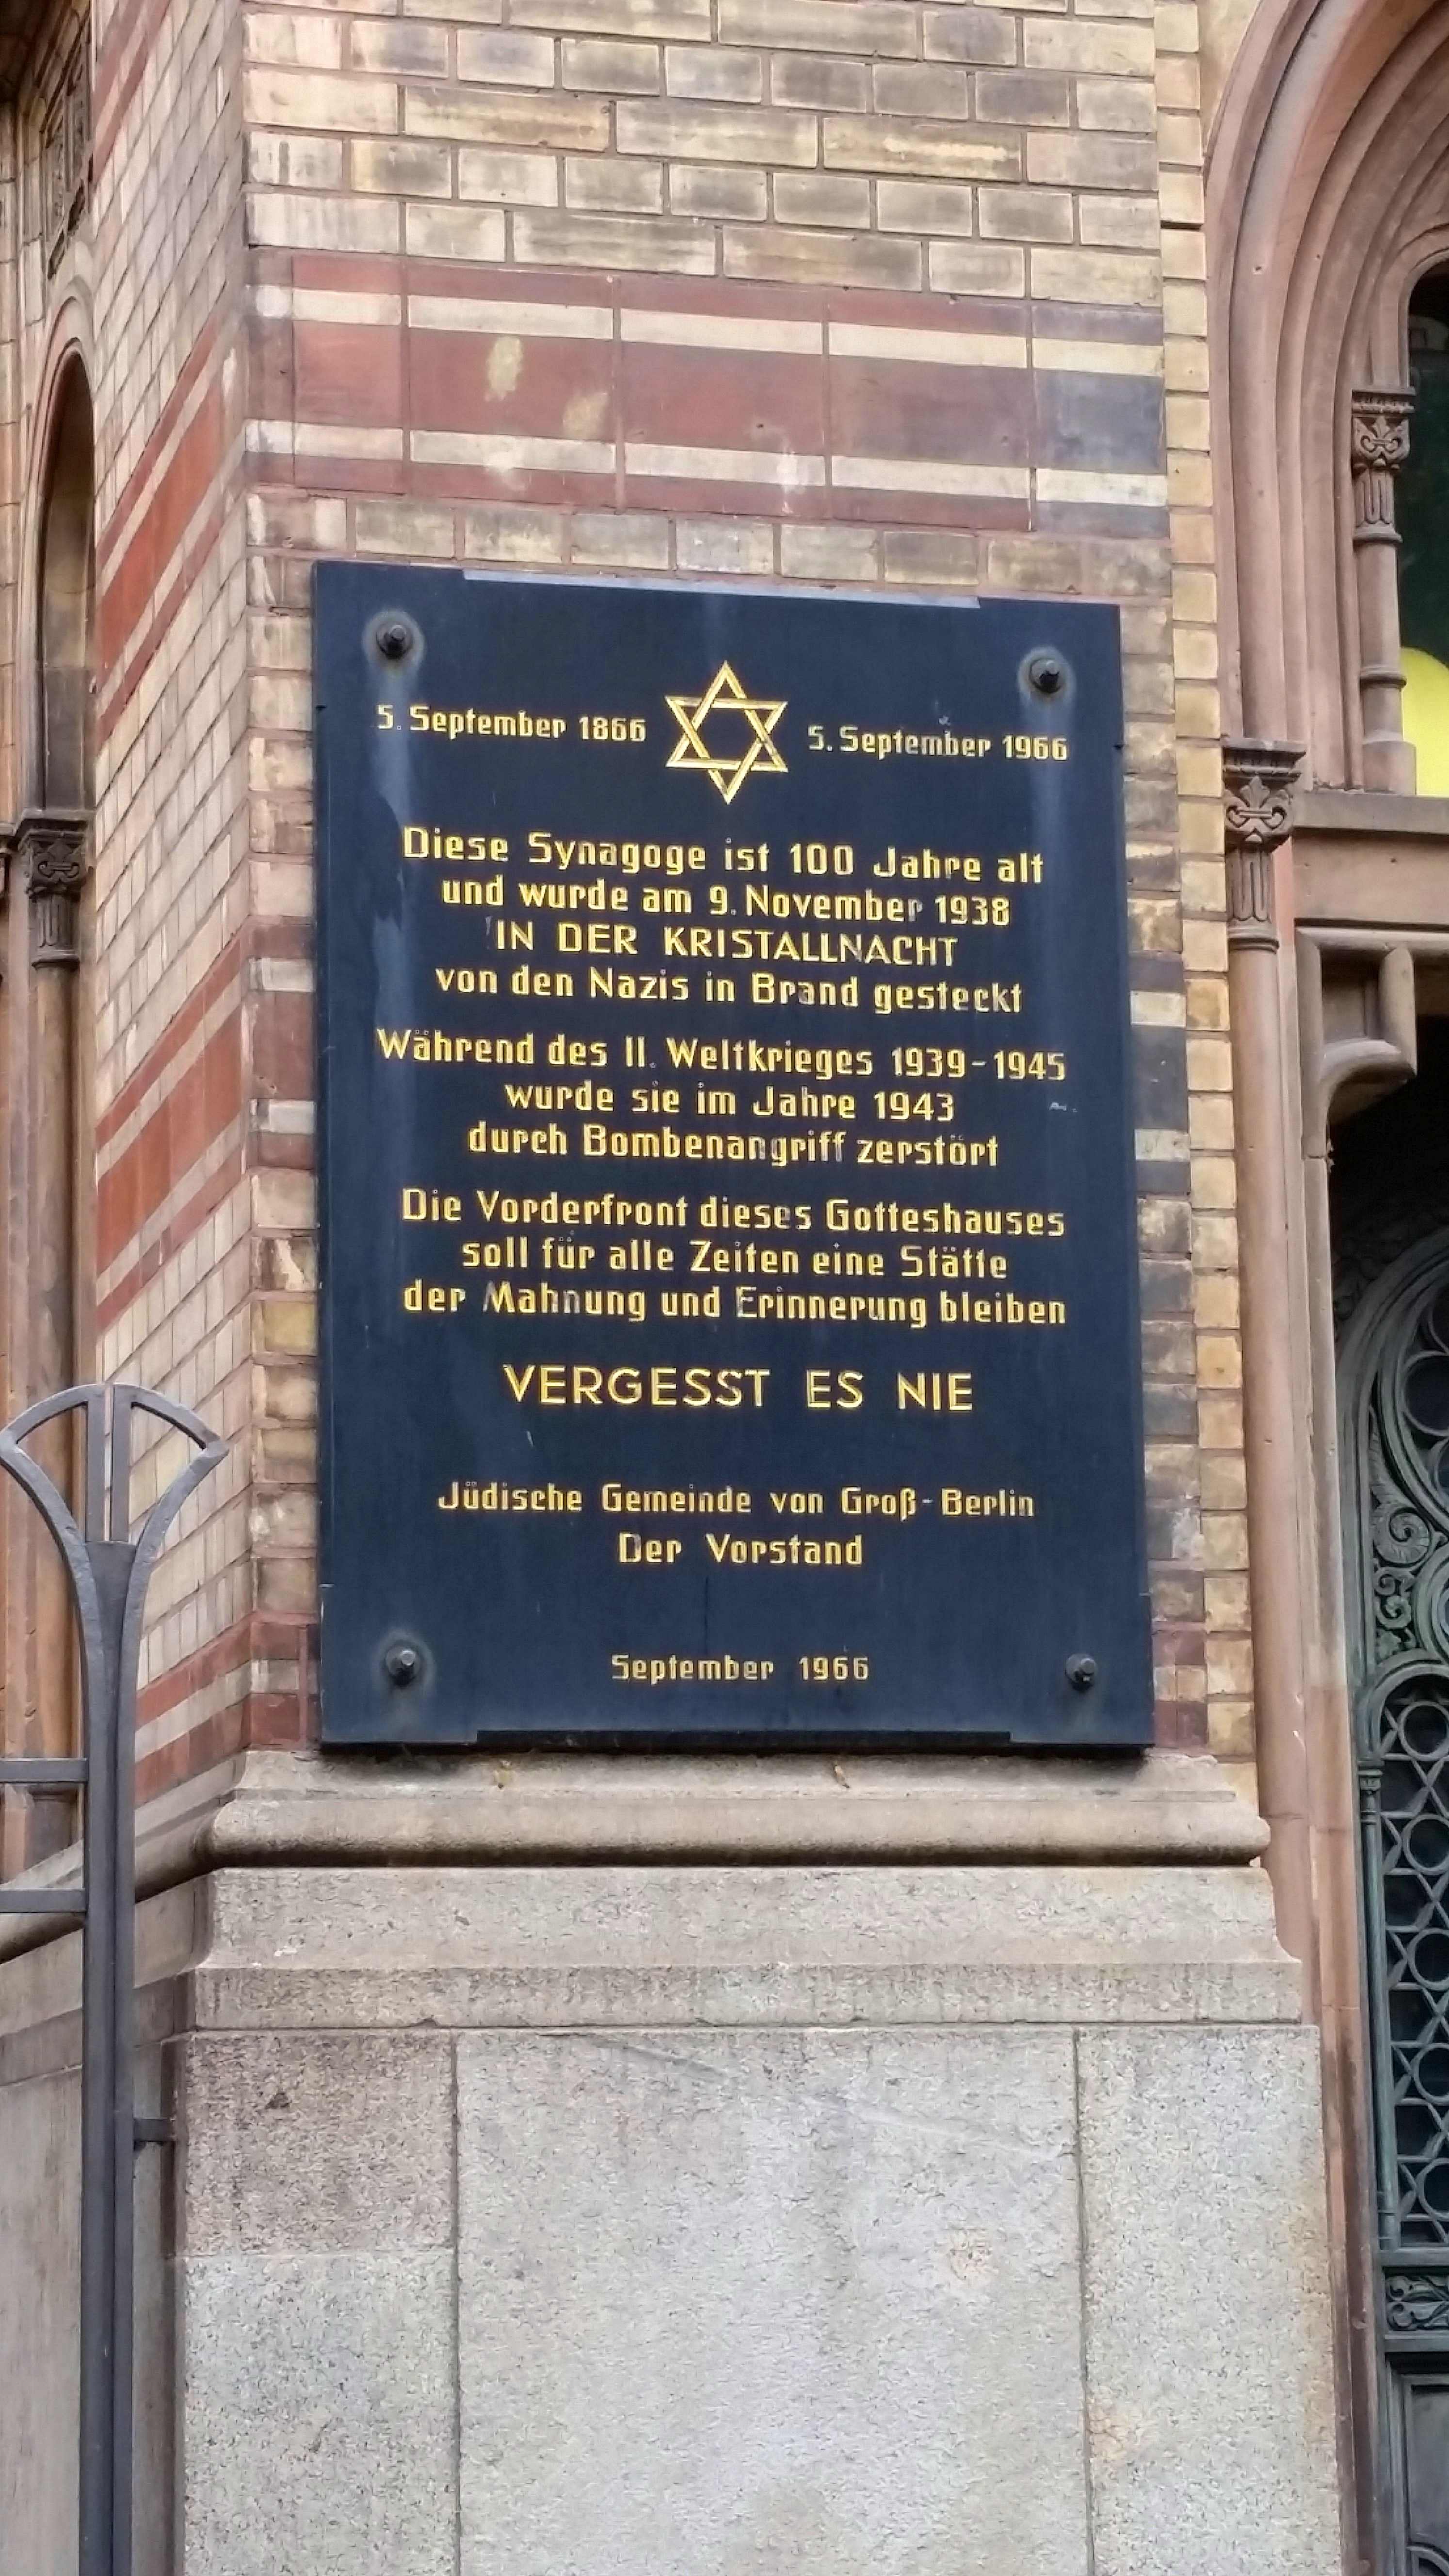 5. September 1866 5. September 1966
Diese Synagoge ist 100 Jahre alt
und wurde am 9. November 1938
IN DER KRISTALLNACHT
von den Nazis in Brand gesteckt
Während des II. Weltkrieges 1939-1945
wurde sie im Jahre 1943
durch Bombenangriff zerstört
Die Vorderfront dieses Gotteshauses
soll für alle Zeiten eine Stätte
der Mahnung und Erinnerung bleiben
VERGESST ES NIE
Jüdische Gemeinde von Groß-Berlin
Der Vorstand
September 1966